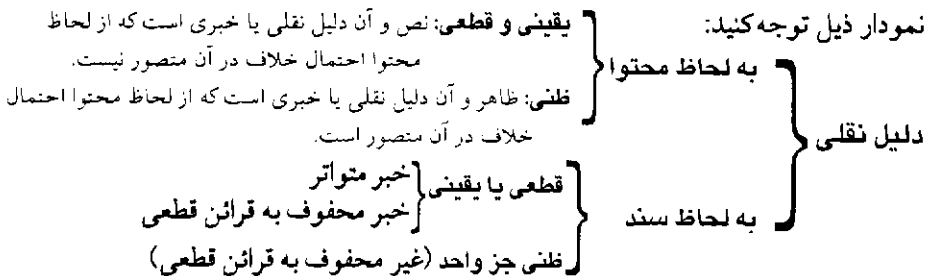 نمودار ذیل توجه کنید:
دلیل نقلی
به لحاظ محتوا
یقینی و قطعی: نص و آن دلیل نقلی یا خبری است که از لحاظ
محتوا احتمال خلاف در آن متصور نیست.
ظنی: ظاهر و آن دلیل نقلی یا خبری است که از لحاظ محتوا احتمال
خلاف در آن متصور است.
به لحاظ سند
قطعی یا یقینی
خبر متواتر
خبر محفوف به قرائن قطعی
ظنی جز واحد (غیر محفوف به قرائن قطعی)